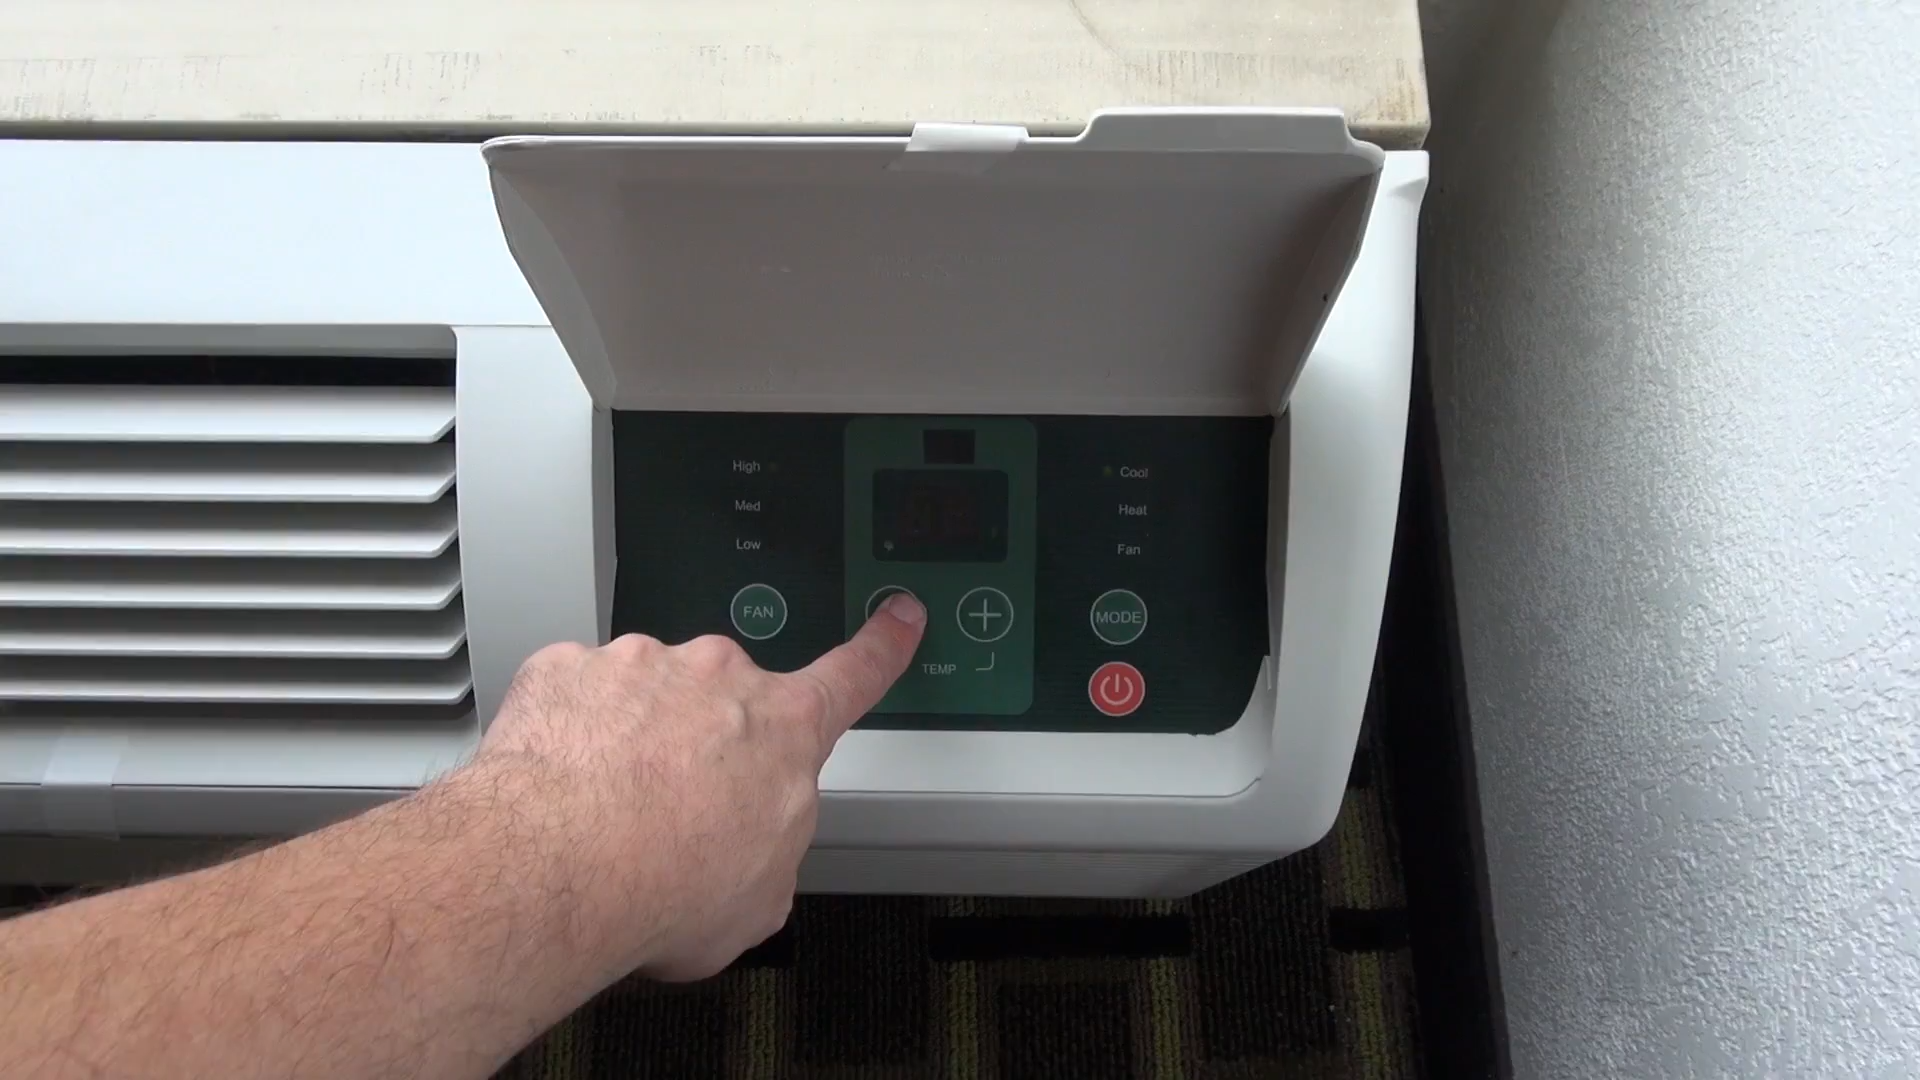 High
Med
Low
FAN
TEMP
Cool
Heat
Fan
MODE